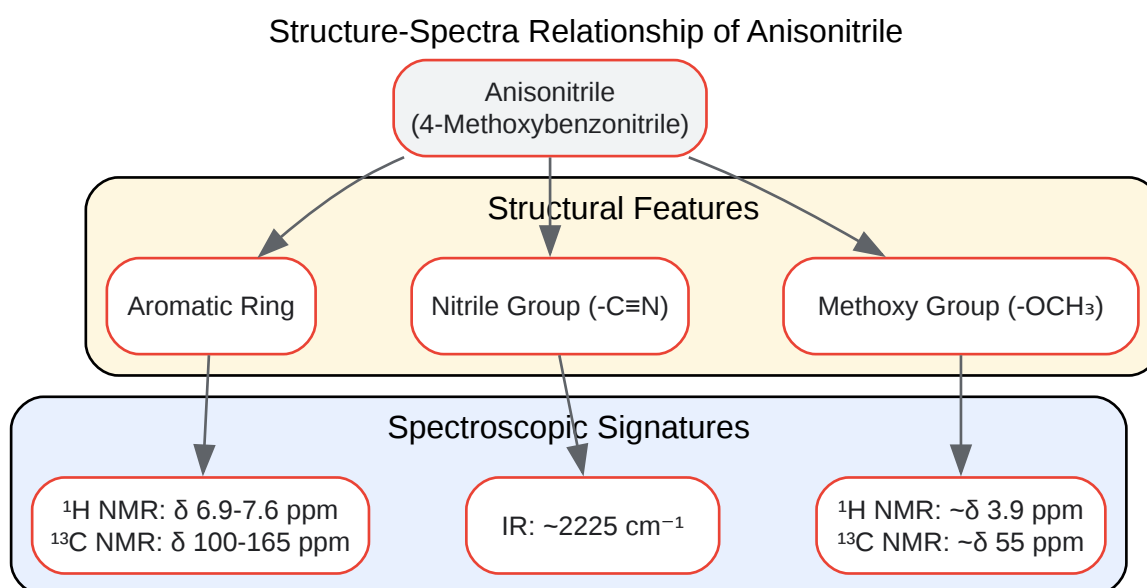 Structure-Spectra Relationship of Anisonitrile
Anisonitrile
(4-Methoxybenzonitrile)
Structural Features
Aromatic Ring
Nitrile Group (-C≡N)
Methoxy Group (-OCH₃)
Spectroscopic Signatures
¹H NMR: δ 6.9-7.6 ppm
¹³C NMR: δ 100-165 ppm
IR: ~2225 cm⁻¹
¹H NMR: ~δ 3.9 ppm
¹³C NMR: ~δ 55 ppm